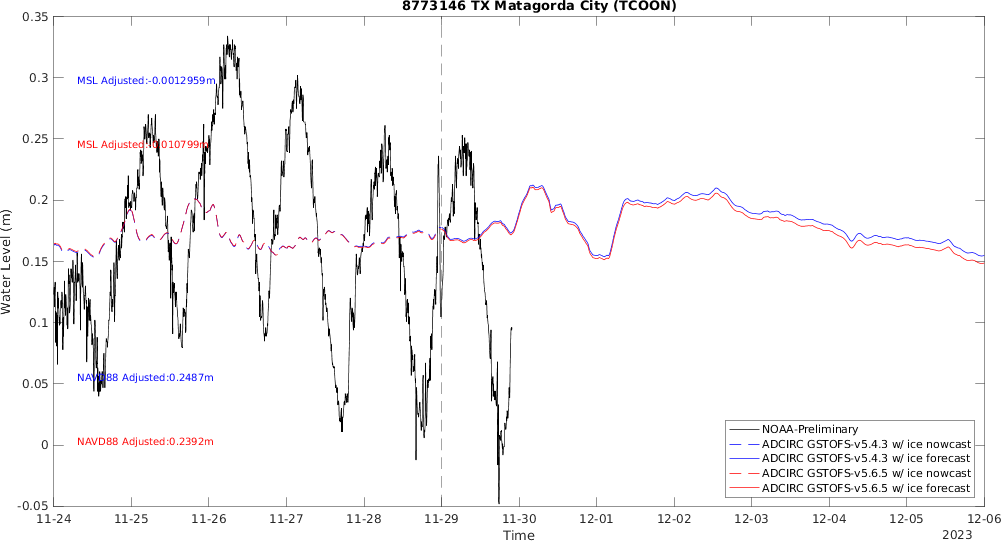 8773146 TX Matagorda City (TCOON)
0.35
0.3
0.25
0.2
0.15
0.1
0.05
0
-0.05
Water Level (m)
MSL Adjusted:-0.0012959m
MSL Adjusted:-0.010799m
NAVD88 Adjusted:0.2487m
NAVD88 Adjusted:0.2392m
NOAA-Preliminary
ADCIRC GSTOFS-v5.4.3 w/ ice nowcast
ADCIRC GSTOFS-v5.4.3 w/ ice forecast
ADCIRC GSTOFS-v5.6.5 w/ ice nowcast
ADCIRC GSTOFS-v5.6.5 w/ ice forecast
11-24 11-25 11-26 11-27 11-28 11-29 11-30 12-01 12-02 12-03 12-04 12-05 12-06
Time
2023